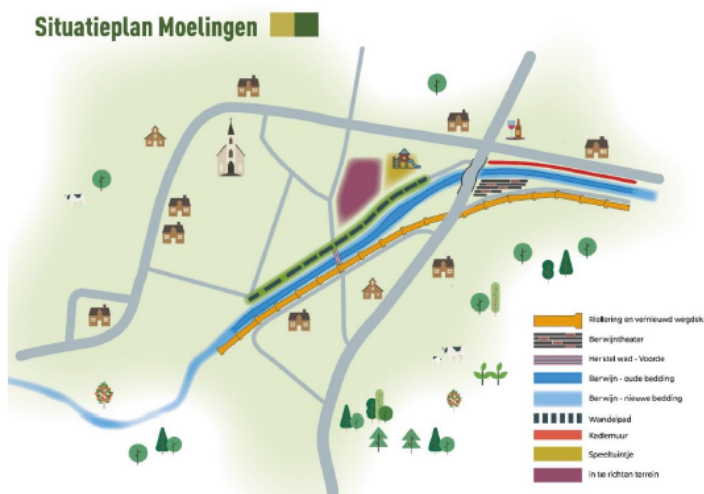 Situatieplan Moelingen
Riolering en vernieuwd wegdek
Berwijntheater
Herstel wad - Voorde
Berwijn - oude bedding
Berwijn - nieuwe bedding
Wandelpad
Kademuur
Speeltuintje
in te richten terrein